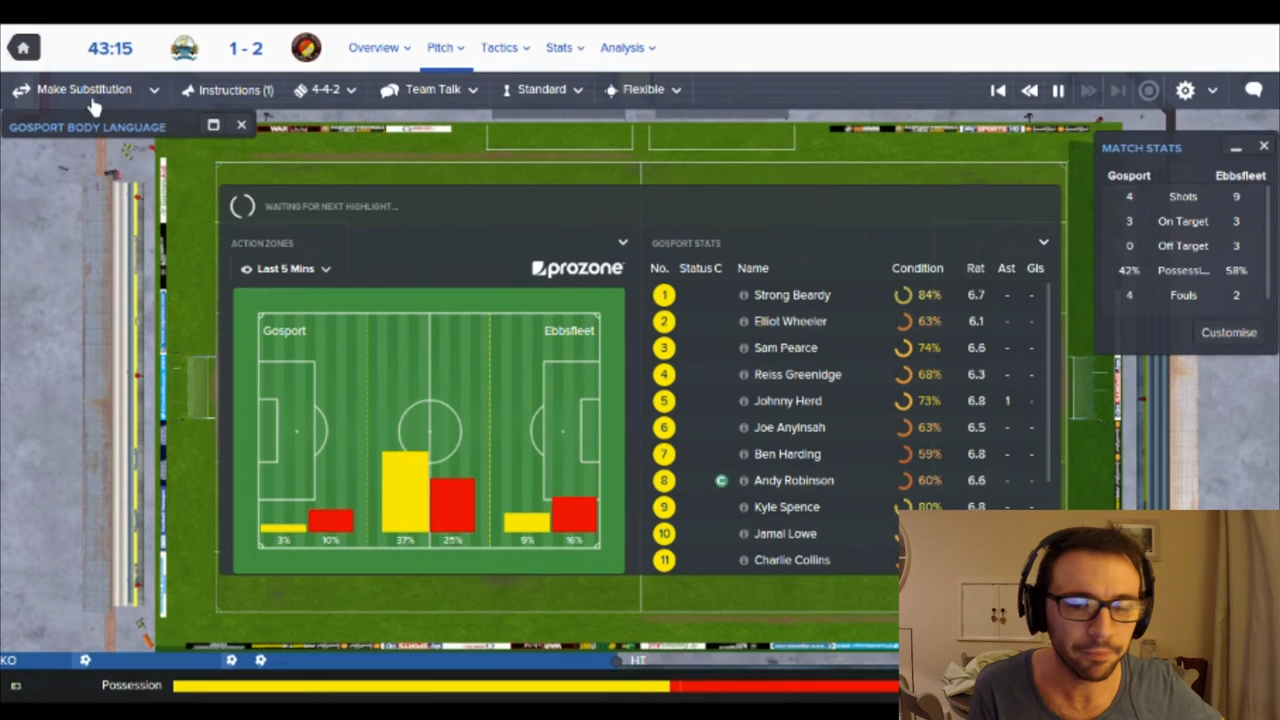 43:15 1 - 2 Overview Pitch Tactics Stats Analysis
Make Substitution Instructions (1) 4-4-2 Team Talk Standard Flexible
GOSPORT BODY LANGUAGE
MATCH STATS
Gosport Ebbsfleet
4 Shots 9
3 On Target 3
0 Off Target 3
42% Possessi... 58%
4 Fouls 2
Customise
WAITING FOR NEXT HIGHLIGHT...
ACTION ZONES
Last 5 Mins prozone
Gosport Ebbsfleet
3% 10% 37% 25% 9% 16%
GOSPORT STATS
No. Status C Name Condition Rat Ast Gls
1 Strong Beardy 84% 6.7 - -
2 Elliot Wheeler 63% 6.1 - -
3 Sam Pearce 74% 6.6 - -
4 Reiss Greenidge 68% 6.3 - -
5 Johnny Herd 73% 6.8 1 -
6 Joe Anyinsah 63% 6.5 - -
7 Ben Harding 59% 6.8 - -
8 C Andy Robinson 60% 6.6 - -
9 Kyle Spence 80% 6.8 - -
10 Jamal Lowe
11 Charlie Collins
KO HT
Possession